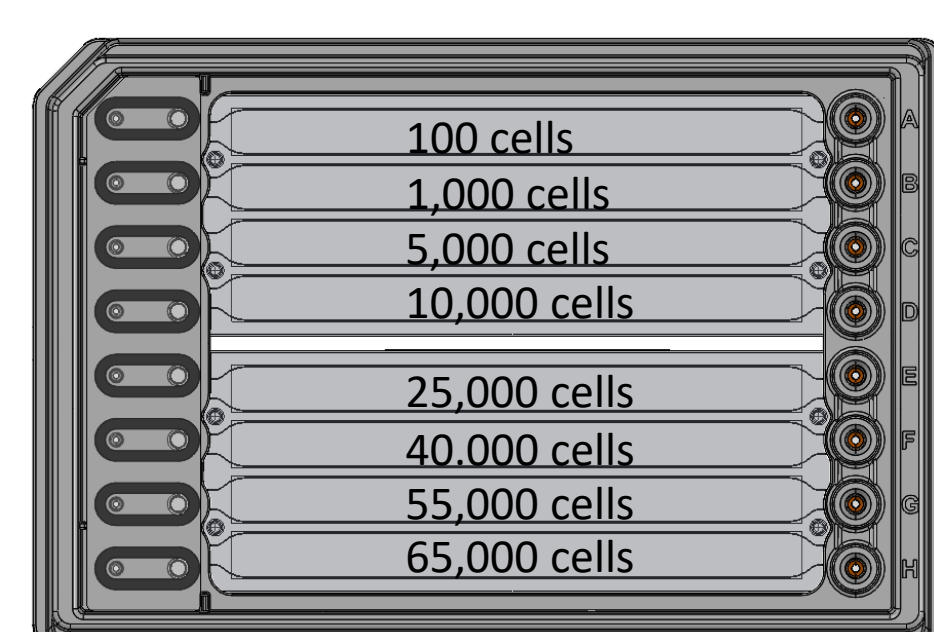 100 cells A
1,000 cells B
5,000 cells C
10,000 cells D
25,000 cells E
40.000 cells F
55,000 cells G
65,000 cells H